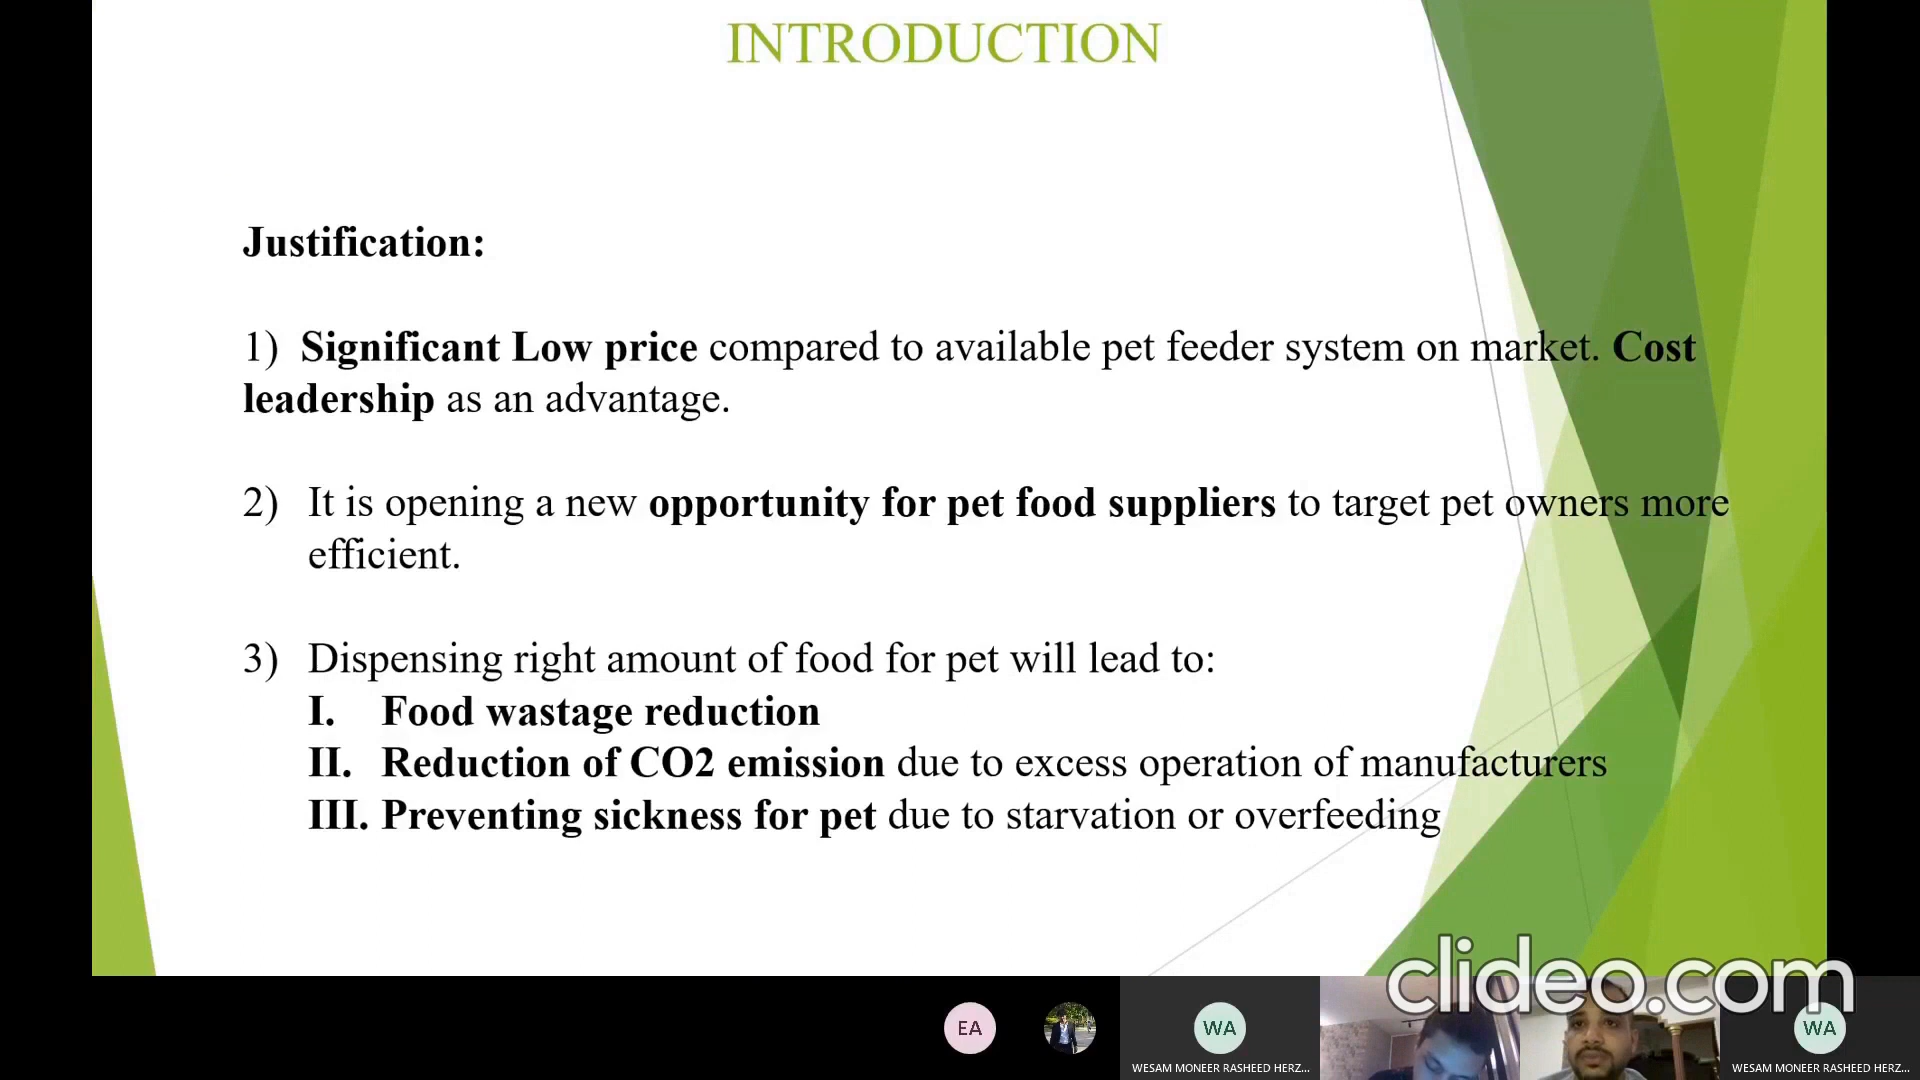 INTRODUCTION
Justification:
1) Significant Low price compared to available pet feeder system on market. Cost
leadership as an advantage.
2) It is opening a new opportunity for pet food suppliers to target pet owners more
efficient.
3) Dispensing right amount of food for pet will lead to:
I. Food wastage reduction
II. Reduction of CO2 emission due to excess operation of manufacturers
III. Preventing sickness for pet due to starvation or overfeeding
clideo.com
EA
WA
WA
WESAM MONEER RASHEED HERZ...
WESAM MONEER RASHEED HERZ...